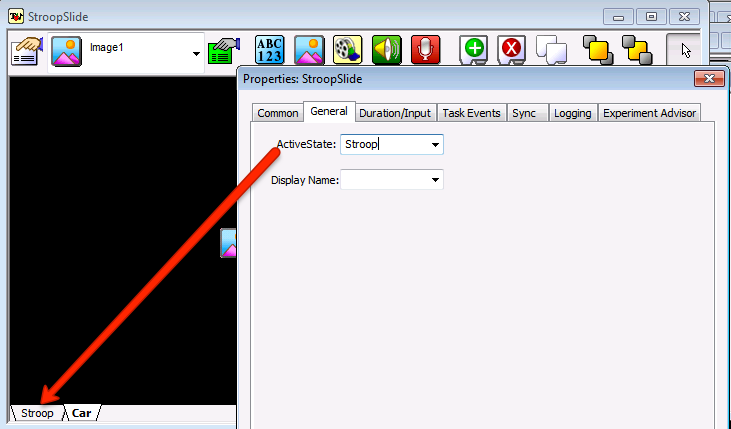 StroopSlide
Image1
ABC
123
Properties: StroopSlide
Common General Duration/Input Task Events Sync Logging Experiment Advisor
ActiveState: Stroop
Display Name:
Stroop Car